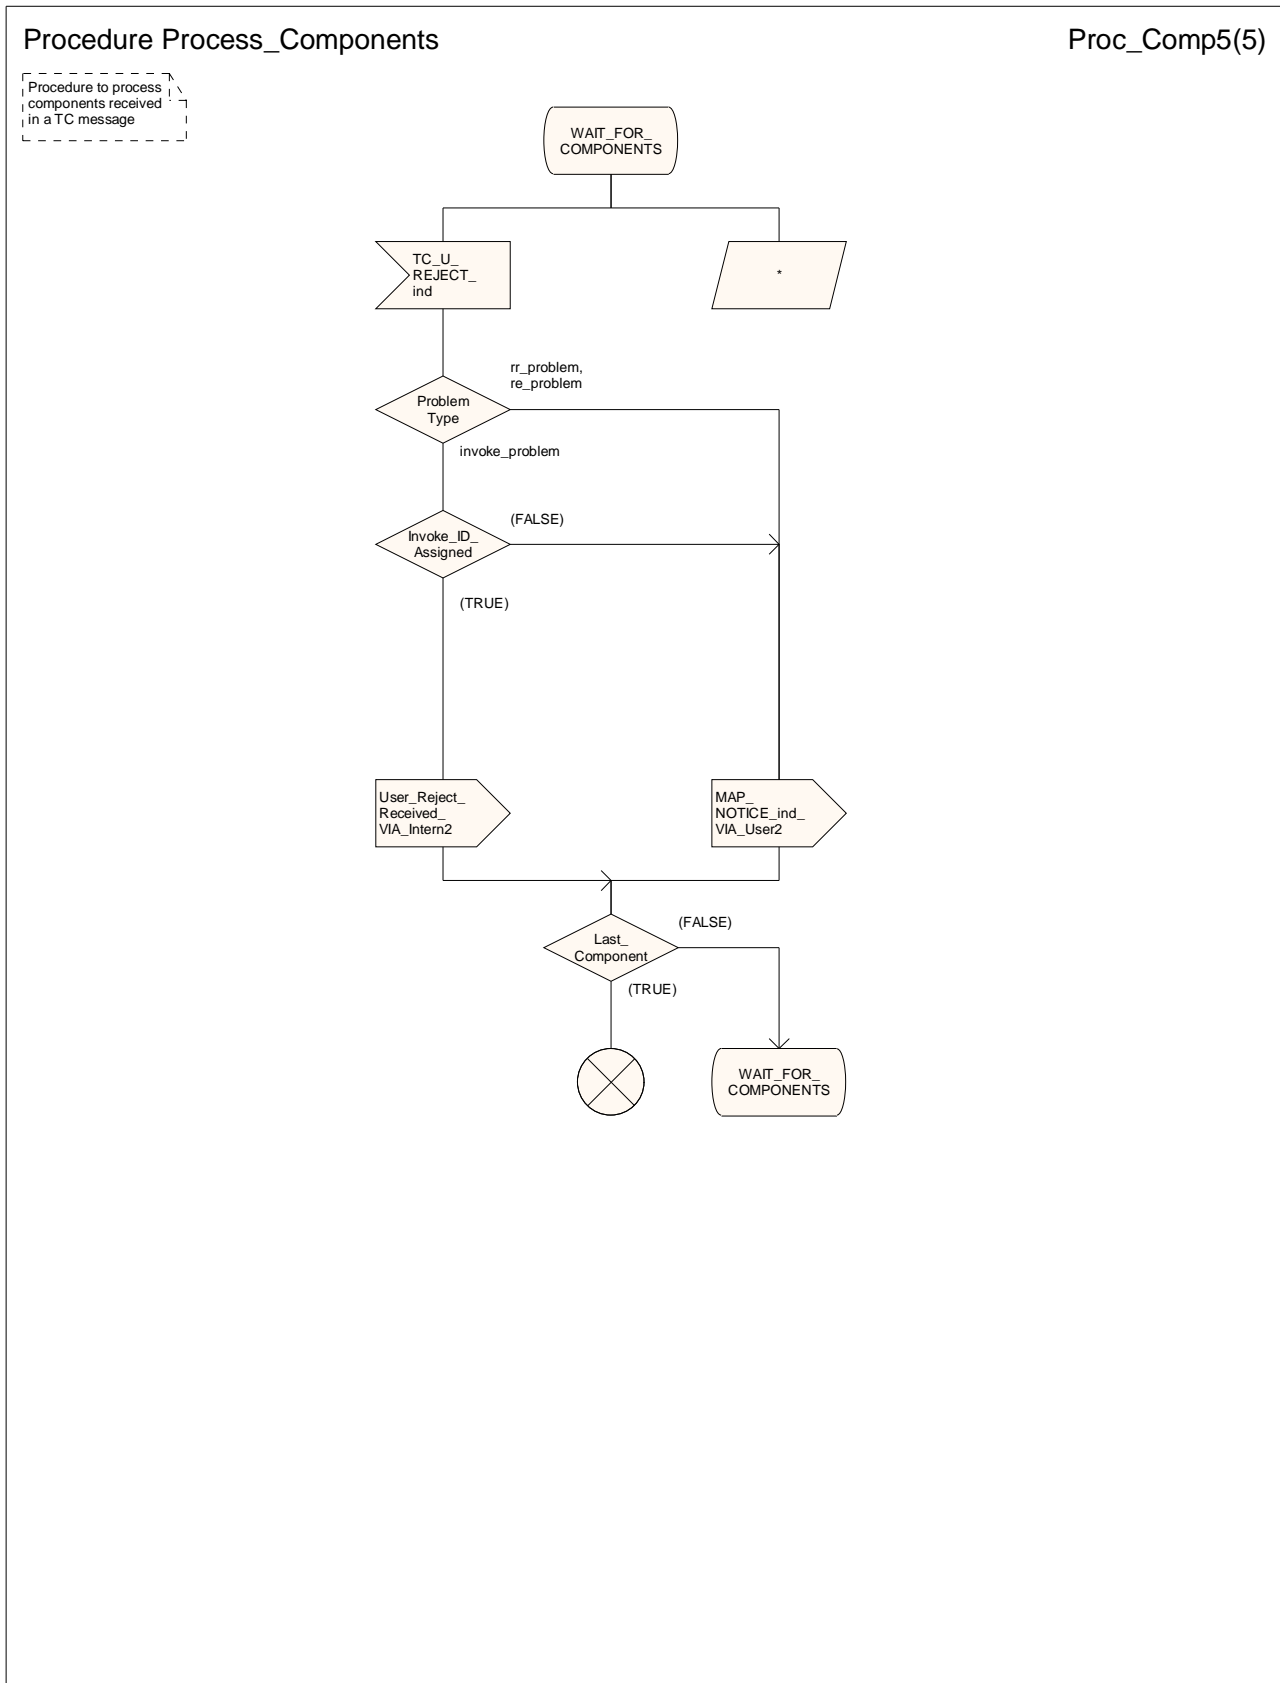 Procedure Process_Components
Proc_Comp5(5)
Procedure to process
components received
in a TC message
WAIT_FOR_
COMPONENTS
TC_U_
REJECT_
ind
*
rr_problem,
re_problem
Problem
Type
invoke_problem
(FALSE)
Invoke_ID_
Assigned
(TRUE)
User_Reject_
Received_
VIA_Intern2
MAP_
NOTICE_ind_
VIA_User2
(FALSE)
Last_
Component
(TRUE)
WAIT_FOR_
COMPONENTS